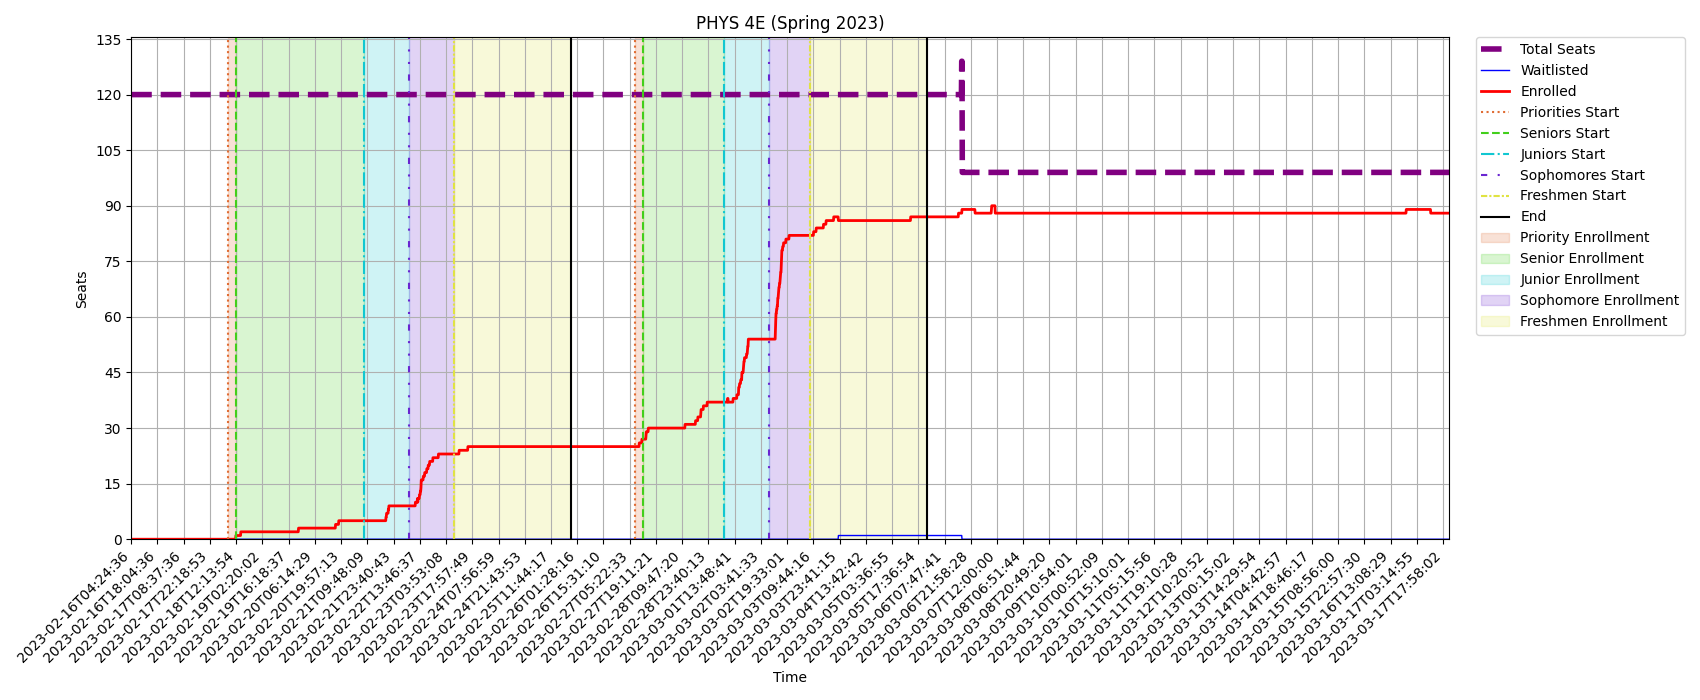 PHYS 4E (Spring 2023)
135
120
105
90
75
60
45
30
15
0
Seats
2023-02-16T04:24:36
2023-02-16T18:04:36
2023-02-17T08:37:36
2023-02-17T22:18:53
2023-02-18T12:13:54
2023-02-19T02:20:02
2023-02-19T16:18:37
2023-02-20T06:14:29
2023-02-20T19:57:13
2023-02-21T09:48:09
2023-02-21T23:40:43
2023-02-22T13:46:37
2023-02-23T03:53:08
2023-02-23T17:57:49
2023-02-24T07:56:59
2023-02-24T21:43:53
2023-02-25T11:44:17
2023-02-26T01:28:16
2023-02-26T15:31:10
2023-02-27T05:22:33
2023-02-27T19:11:21
2023-02-28T09:47:20
2023-02-28T23:40:13
2023-03-01T13:48:41
2023-03-02T03:41:33
2023-03-02T19:33:01
2023-03-03T09:44:16
2023-03-03T23:41:15
2023-03-04T13:42:42
2023-03-05T03:36:55
2023-03-05T17:36:54
2023-03-06T07:47:41
2023-03-06T21:58:28
2023-03-07T12:00:00
2023-03-08T06:51:44
2023-03-08T20:49:20
2023-03-09T10:54:01
2023-03-10T00:52:09
2023-03-10T15:10:01
2023-03-11T05:15:56
2023-03-11T19:10:28
2023-03-12T10:20:52
2023-03-13T00:15:02
2023-03-13T14:29:54
2023-03-14T04:42:57
2023-03-14T18:46:17
2023-03-15T08:56:00
2023-03-15T22:57:30
2023-03-16T13:08:29
2023-03-17T03:14:55
2023-03-17T17:58:02
Time
Total Seats
Waitlisted
Enrolled
Priorities Start
Seniors Start
Juniors Start
Sophomores Start
Freshmen Start
End
Priority Enrollment
Senior Enrollment
Junior Enrollment
Sophomore Enrollment
Freshmen Enrollment